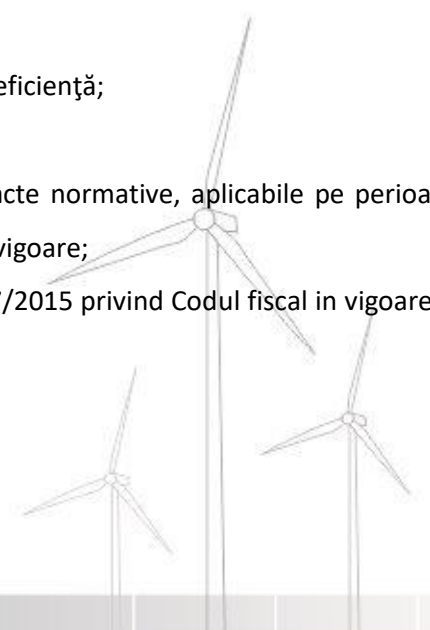 eficienţă;
acte normative, aplicabile pe perioa
vigoare;
/2015 privind Codul fiscal in vigoare